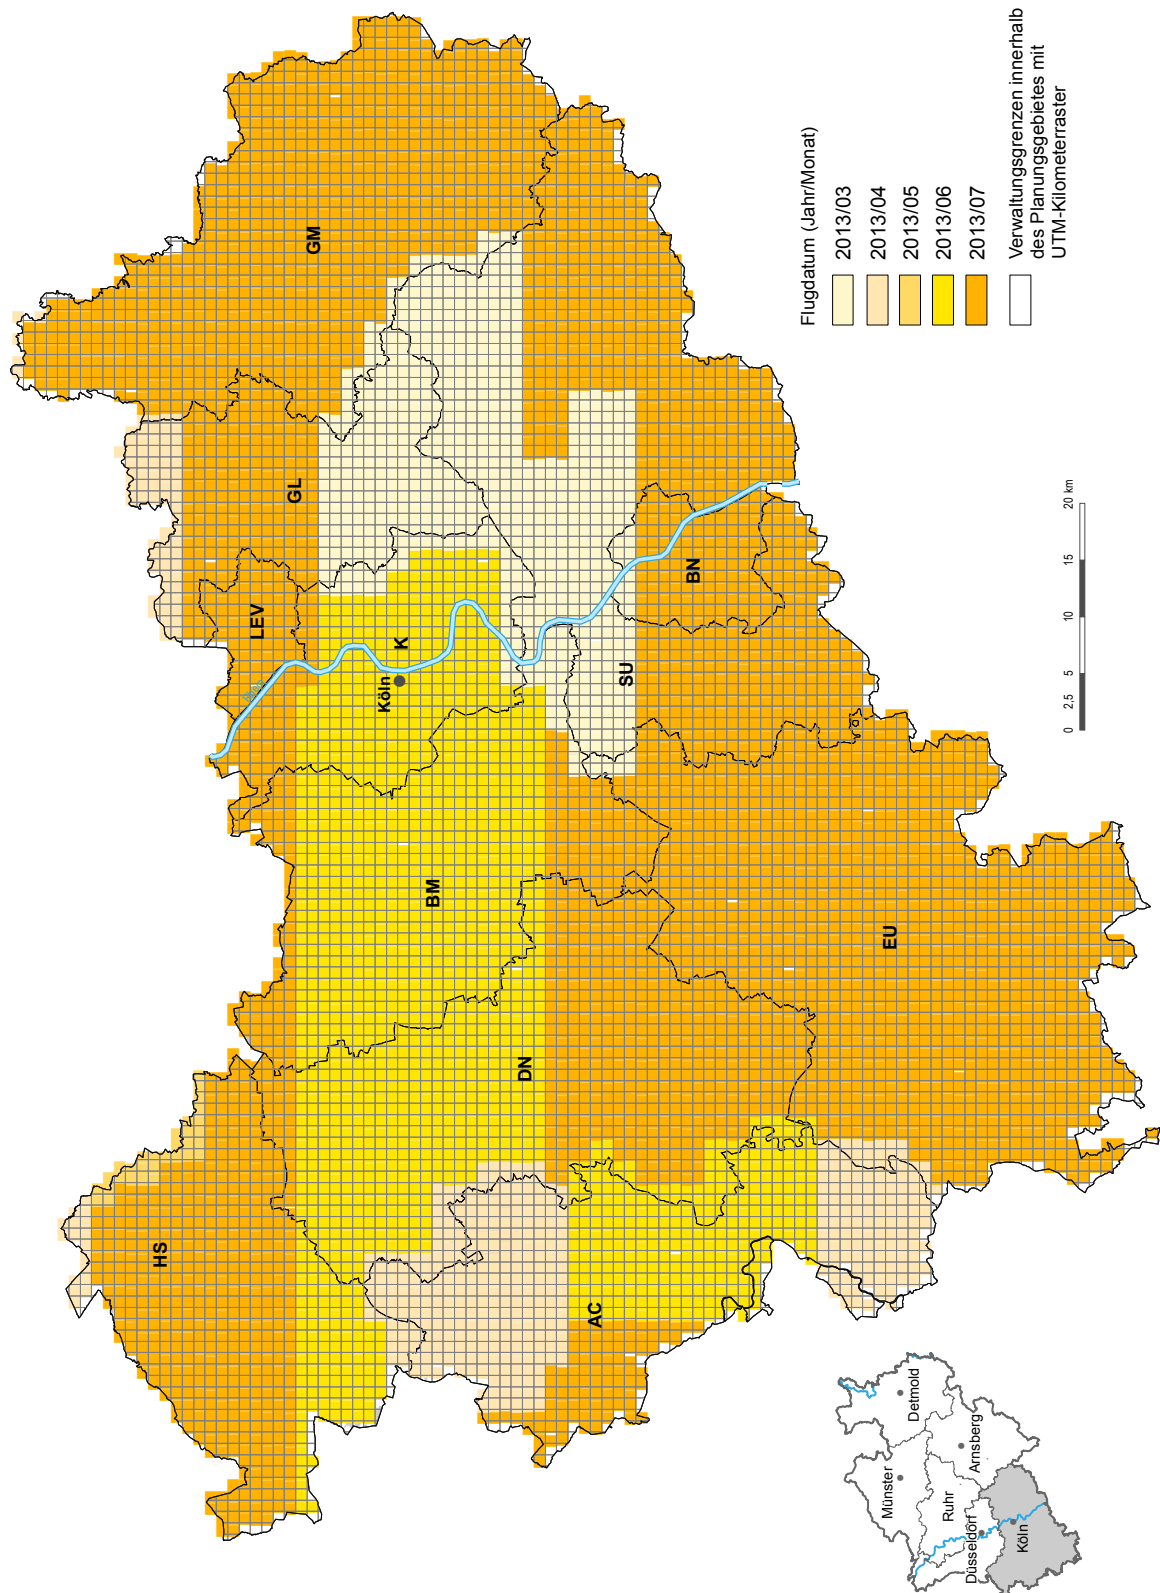 HS
GM
GL
LEV
K
Köln
BM
DN
SU
BN
AC
EU
Flugdatum (Jahr/Monat)
2013/03
2013/04
2013/05
2013/06
2013/07
Verwaltungsgrenzen innerhalb
des Planungsgebietes mit
UTM-Kilometerraster
0 2,5 5 10 15 20 km
Münster
Detmold
Ruhr
Arnsberg
Düsseldorf
Köln